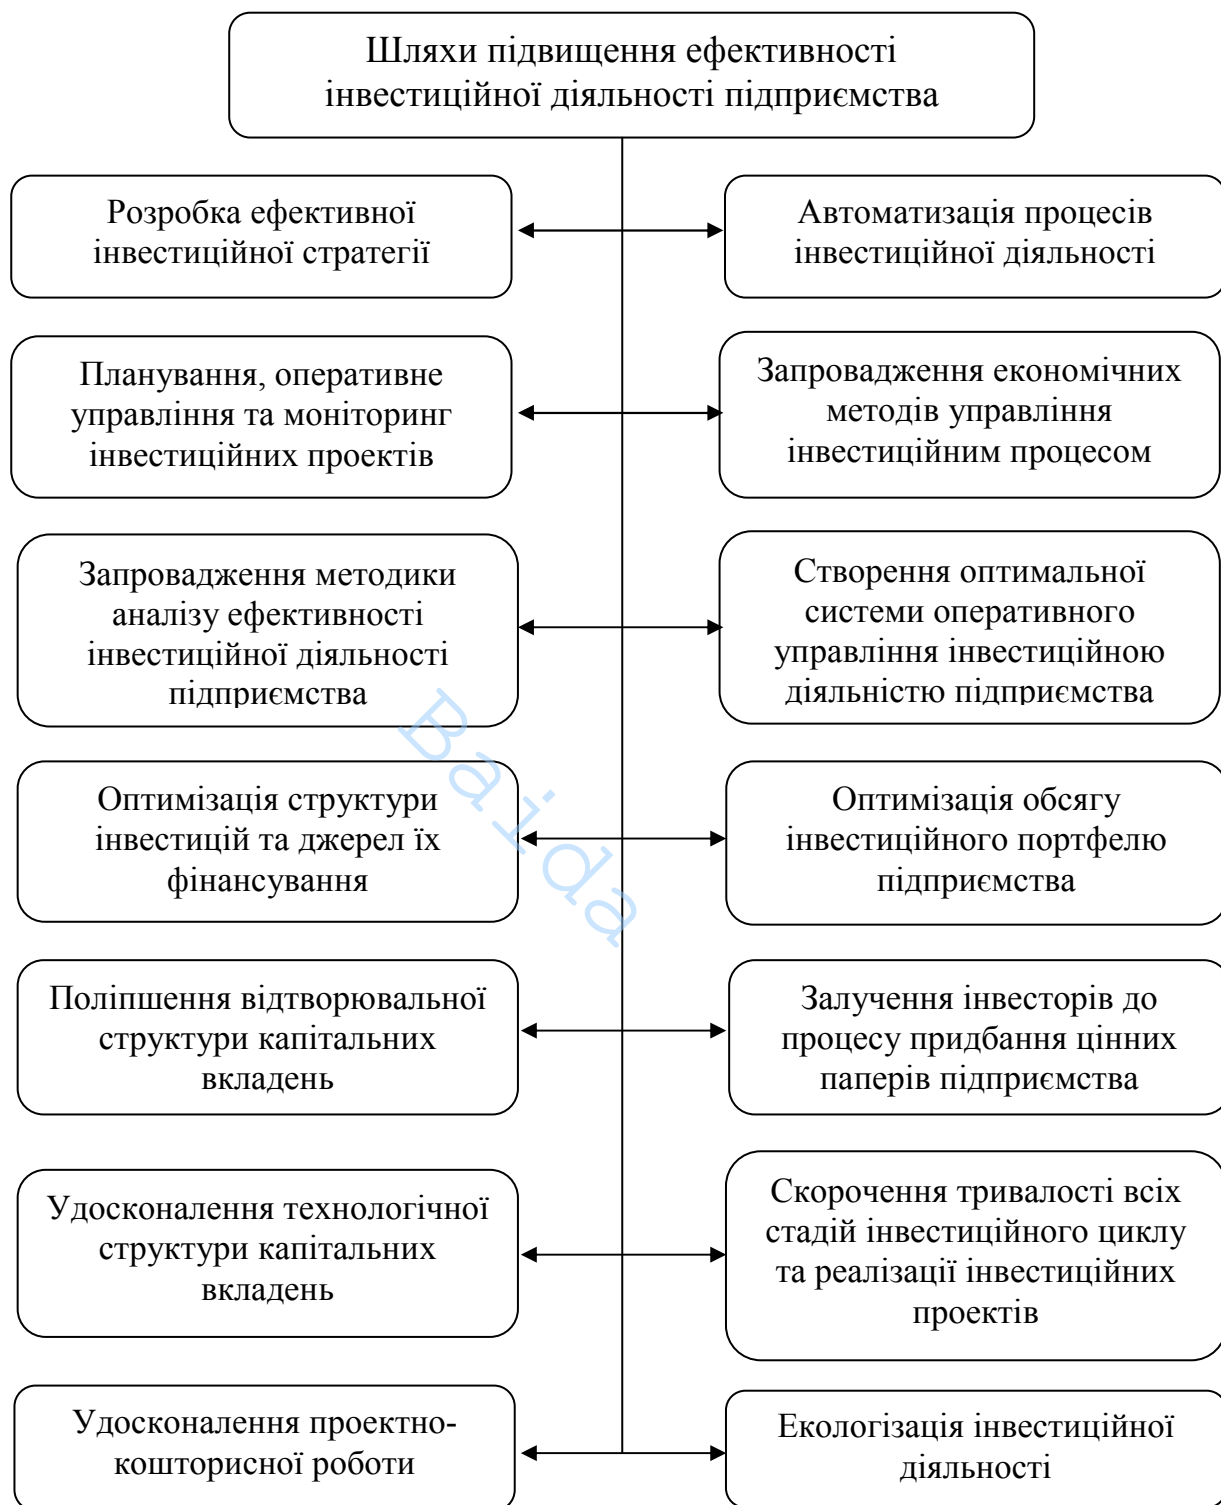 Шляхи підвищення ефективності
інвестиційної діяльності підприємства
Розробка ефективної
інвестиційної стратегії
Автоматизація процесів
інвестиційної діяльності
Планування, оперативне
управління та моніторинг
інвестиційних проектів
Запровадження економічних
методів управління
інвестиційним процесом
Запровадження методики
аналізу ефективності
інвестиційної діяльності
підприємства
Створення оптимальної
системи оперативного
управління інвестиційною
діяльністю підприємства
Оптимізація структури
інвестицій та джерел їх
фінансування
Оптимізація обсягу
інвестиційного портфелю
підприємства
Поліпшення відтворювальної
структури капітальних
вкладень
Залучення інвесторів до
процесу придбання цінних
паперів підприємства
Удосконалення технологічної
структури капітальних
вкладень
Скорочення тривалості всіх
стадій інвестиційного циклу
та реалізації інвестиційних
проектів
Удосконалення проектно-
кошторисної роботи
Екологізація інвестиційної
діяльності
Baida